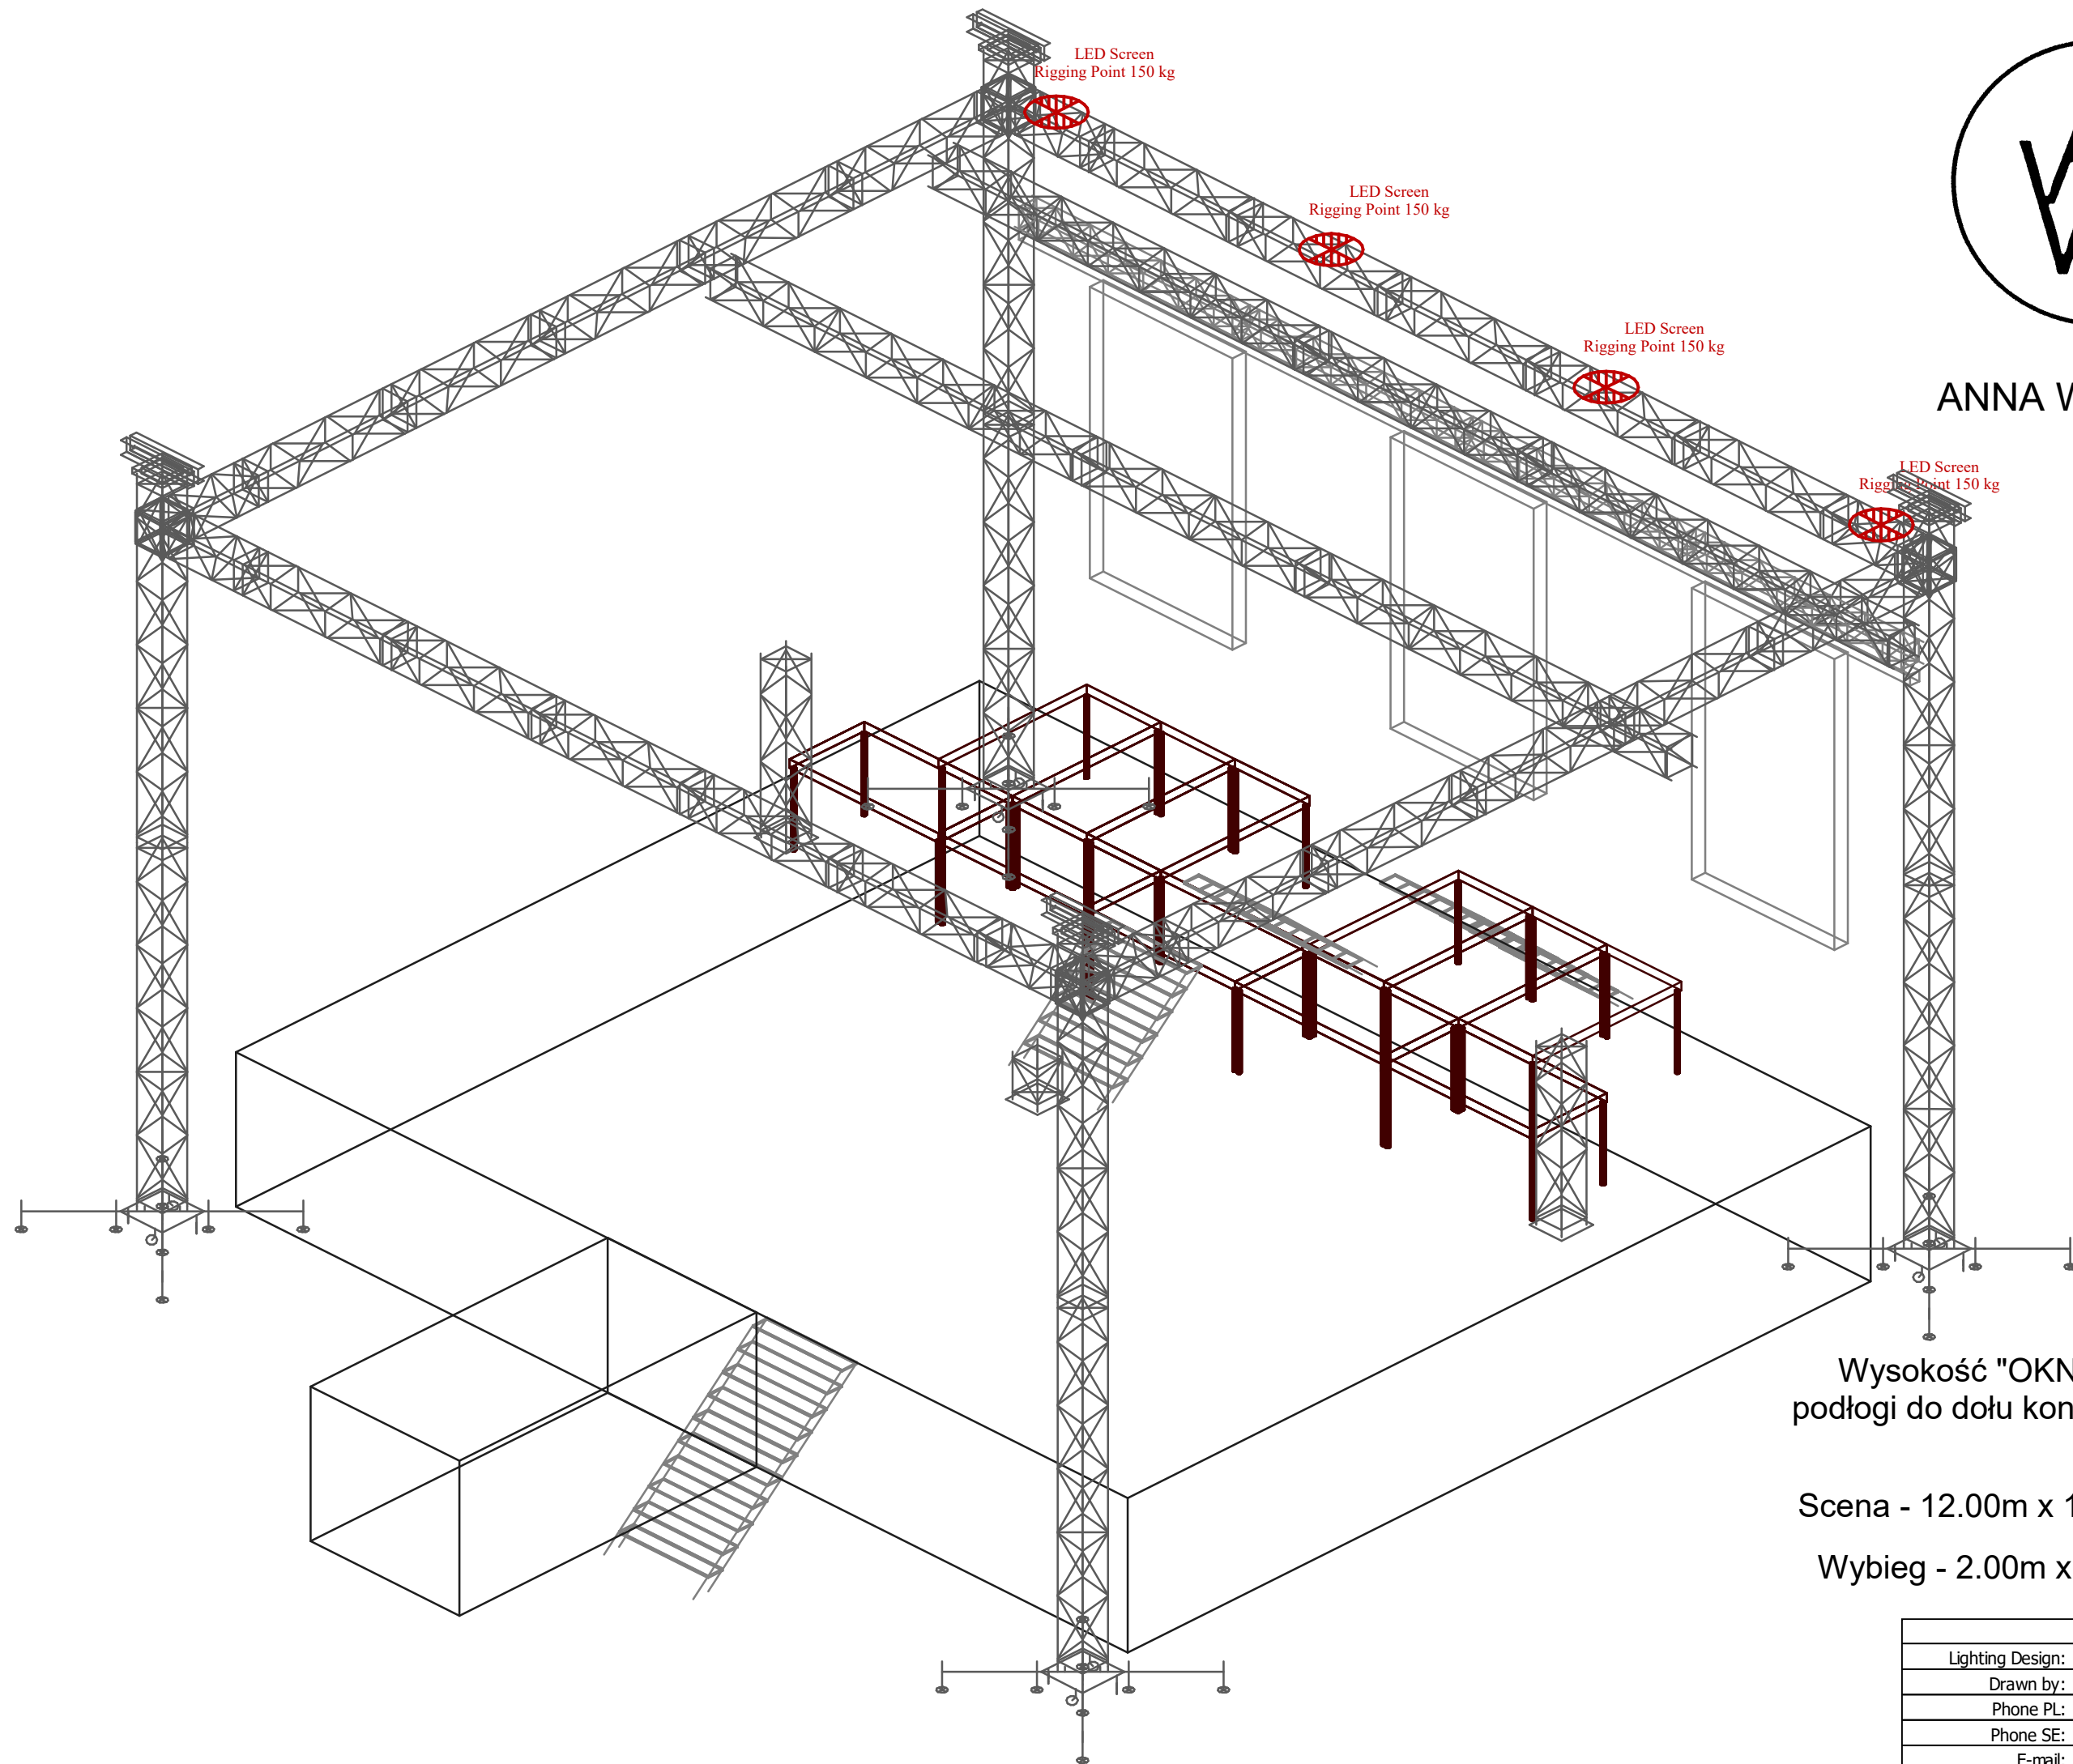 LED Screen
Rigging Point 150 kg
LED Screen
Rigging Point 150 kg
LED Screen
Rigging Point 150 kg
ANNA W
LED Screen
Rigging Point 150 kg
Wysokość "OKN
podłogi do dołu kon
Scena - 12.00m x 1
Wybieg - 2.00m x
Lighting Design:
Drawn by:
Phone PL:
Phone SE:
E-mail: